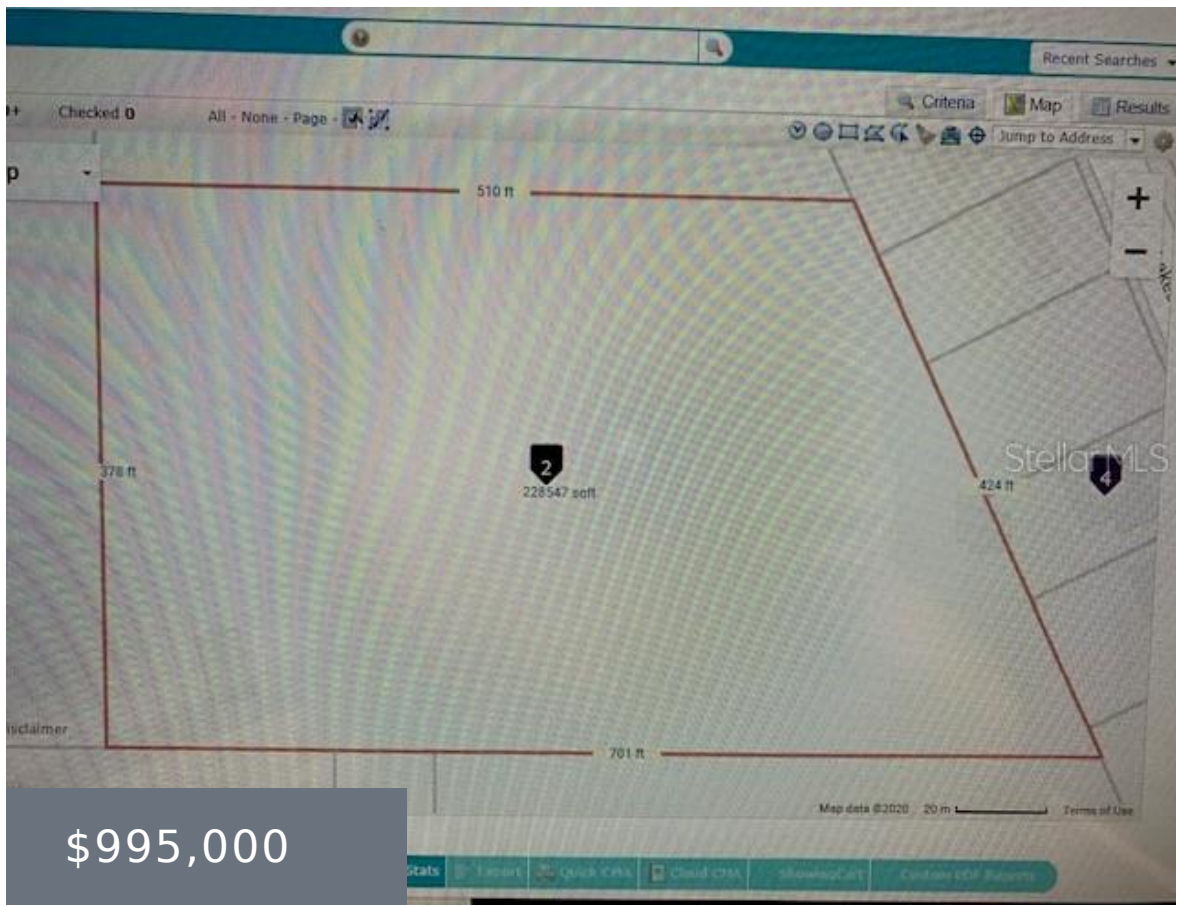 Recent Searches
Checked 0
All - None - Page -
Criteria
Map
Results
Jump to Address
p
510 ft
+
−
378 ft
2
228547 sqft
StellarMLS
4
424 ft
isclaimer
701 ft
Map data ©2020
20 m
Terms of Use
$995,000
Stats
Export
Quick CMA
Cloud CMA
ShowingCart
Custom PDF Reports